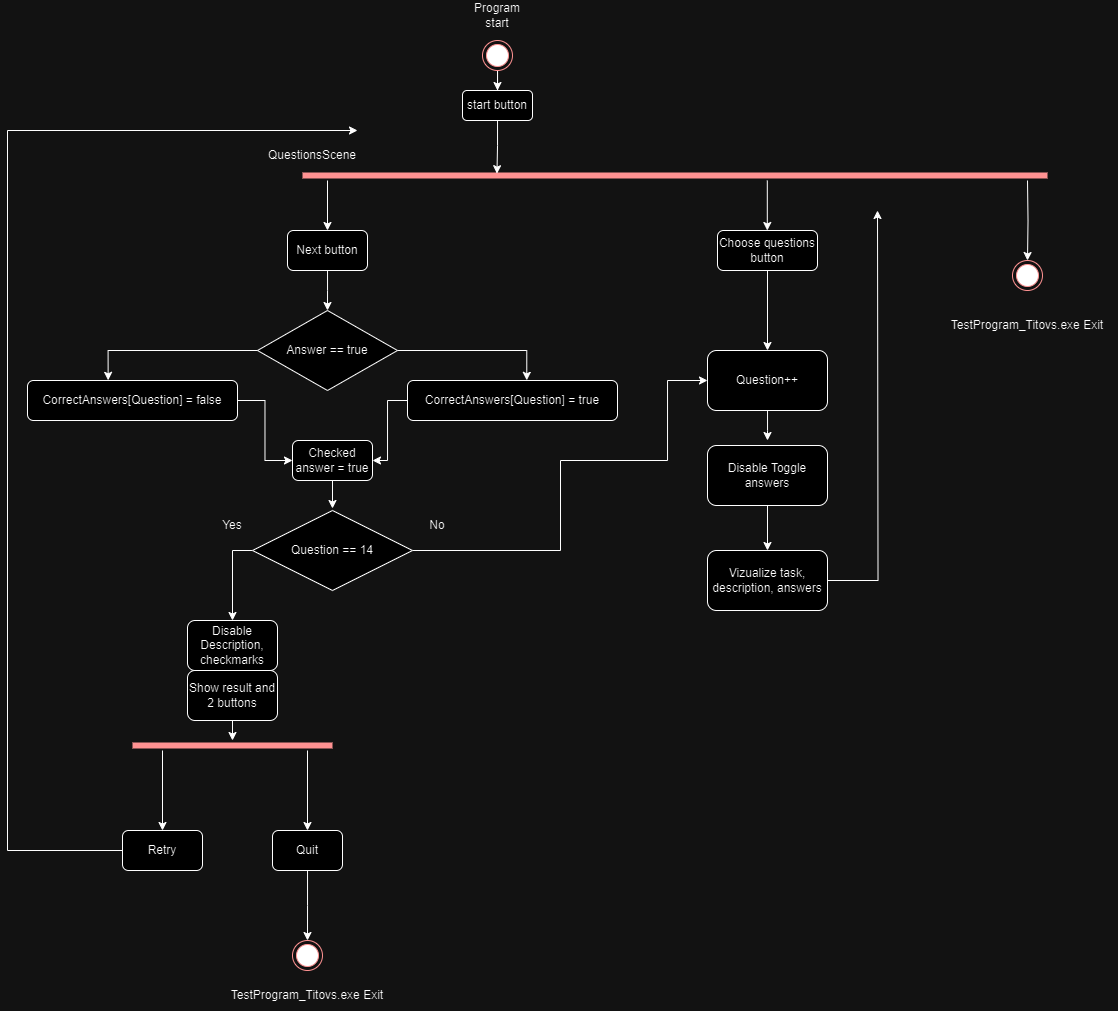 Program
start
start button
QuestionsScene
Next button
Choose questions
button
TestProgram_Titovs.exe Exit
Answer == true
Question++
CorrectAnswers[Question] = false
CorrectAnswers[Question] = true
Checked
answer = true
Disable Toggle
answers
Yes
No
Question == 14
Vizualize task,
description, answers
Disable
Description,
checkmarks
Show result and
2 buttons
Retry
Quit
TestProgram_Titovs.exe Exit